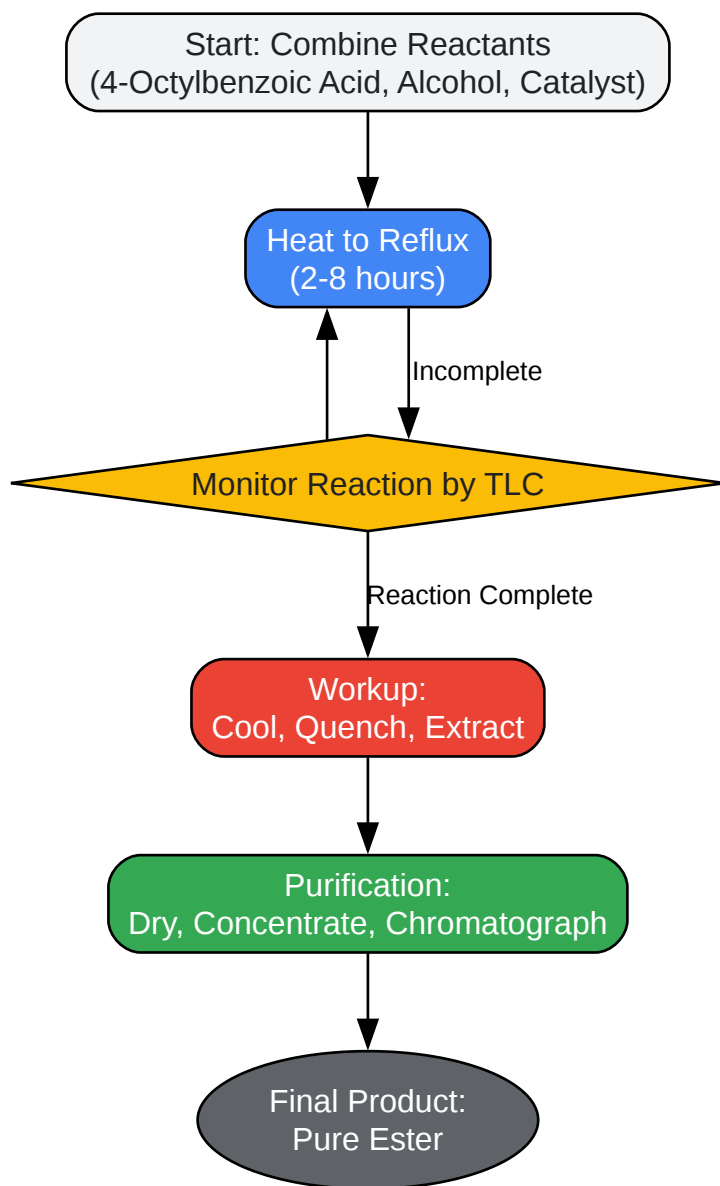 Start: Combine Reactants
(4-Octylbenzoic Acid, Alcohol, Catalyst)
Heat to Reflux
(2-8 hours)
Incomplete
Monitor Reaction by TLC
Reaction Complete
Workup:
Cool, Quench, Extract
Purification:
Dry, Concentrate, Chromatograph
Final Product:
Pure Ester